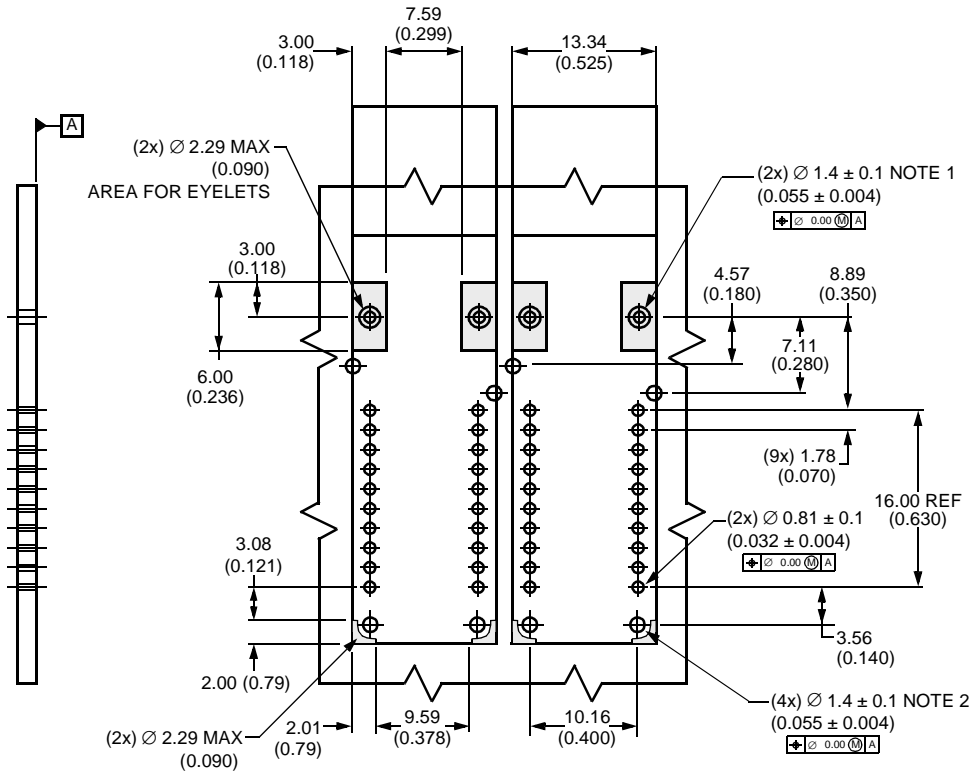 3.00
(0.118)
7.59
(0.299)
13.34
(0.525)
A
(2x) ∅ 2.29 MAX
(0.090)
AREA FOR EYELETS
(2x) ∅ 1.4 ± 0.1 NOTE 1
(0.055 ± 0.004)
⌖ ∅ 0.00 Ⓜ A
3.00
(0.118)
4.57
(0.180)
8.89
(0.350)
7.11
(0.280)
6.00
(0.236)
(9x) 1.78
(0.070)
16.00 REF
(0.630)
(2x) ∅ 0.81 ± 0.1
(0.032 ± 0.004)
⌖ ∅ 0.00 Ⓜ A
3.08
(0.121)
3.56
(0.140)
2.00 (0.79)
(4x) ∅ 1.4 ± 0.1 NOTE 2
(0.055 ± 0.004)
⌖ ∅ 0.00 Ⓜ A
2.01
(0.79)
9.59
(0.378)
10.16
(0.400)
(2x) ∅ 2.29 MAX
(0.090)